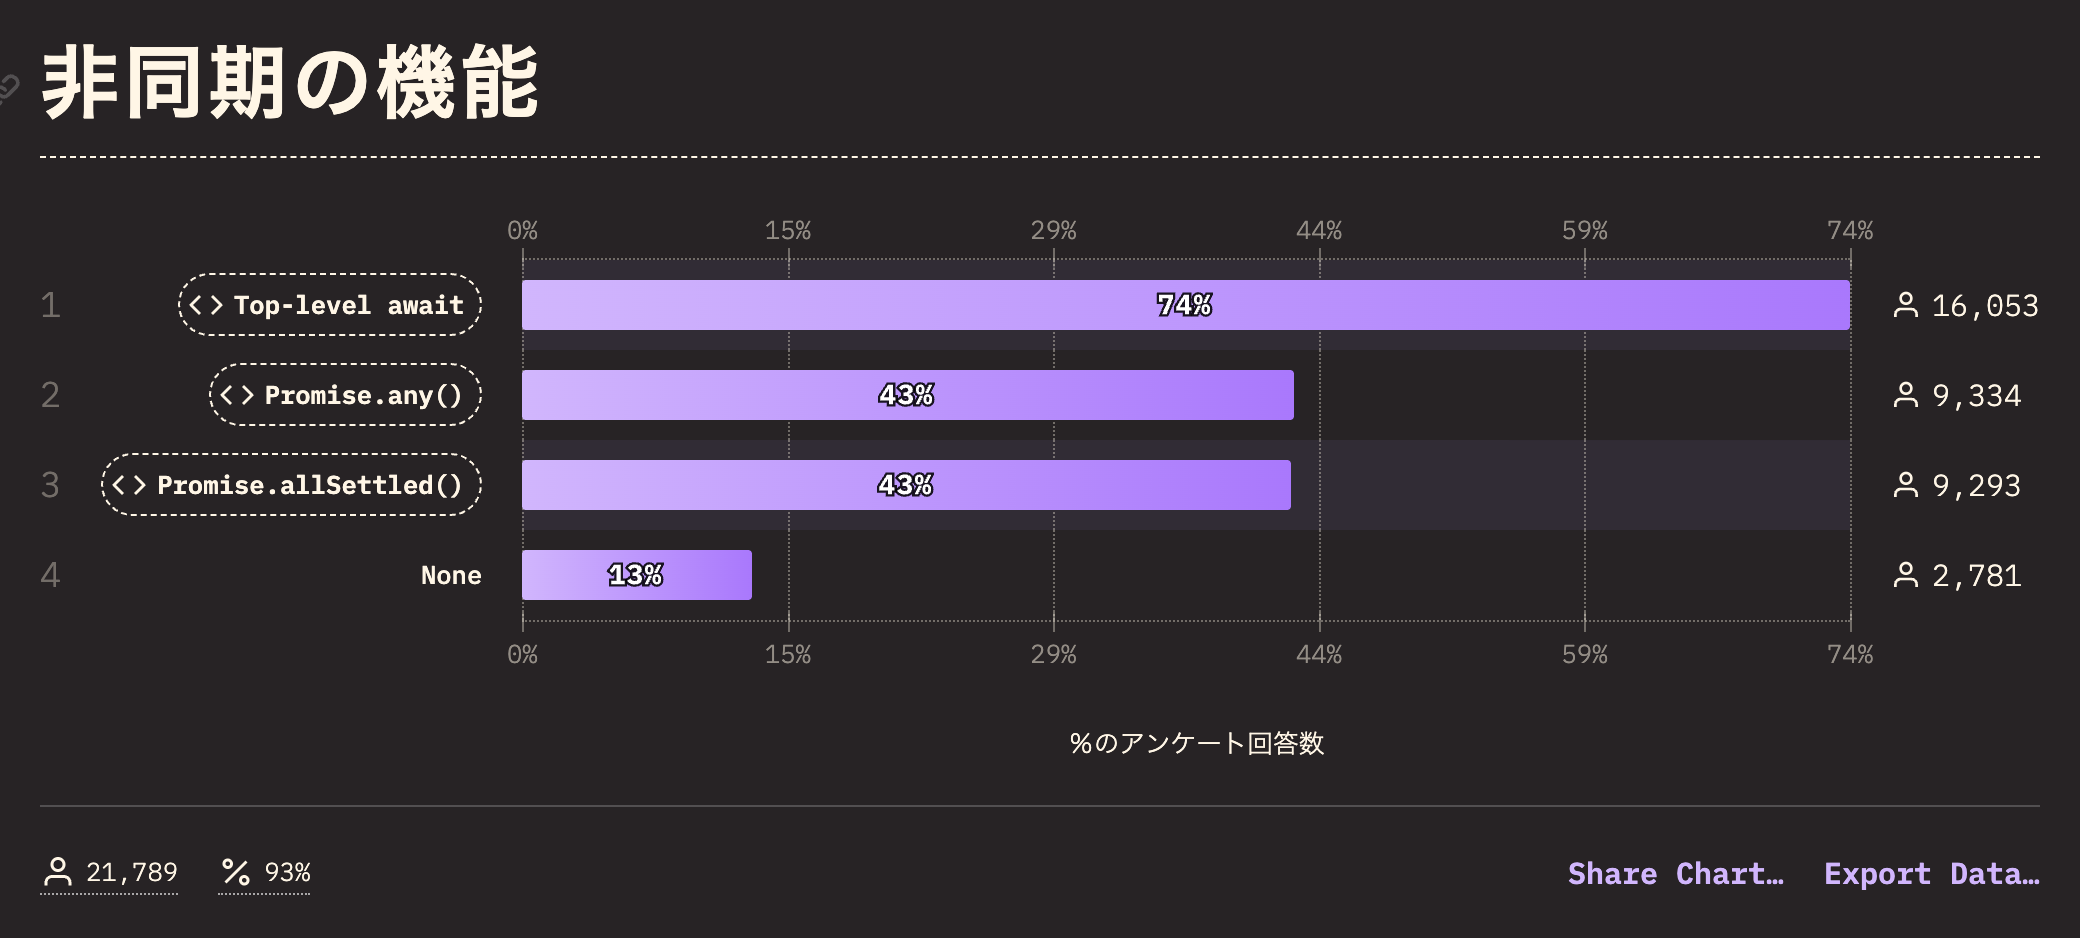 非同期の機能
0% 15% 29% 44% 59% 74%
1 <> Top-level await 74% 16,053
2 <> Promise.any() 43% 9,334
3 <> Promise.allSettled() 43% 9,293
4 None 13% 2,781
0% 15% 29% 44% 59% 74%
%のアンケート回答数
21,789 % 93% Share Chart… Export Data…